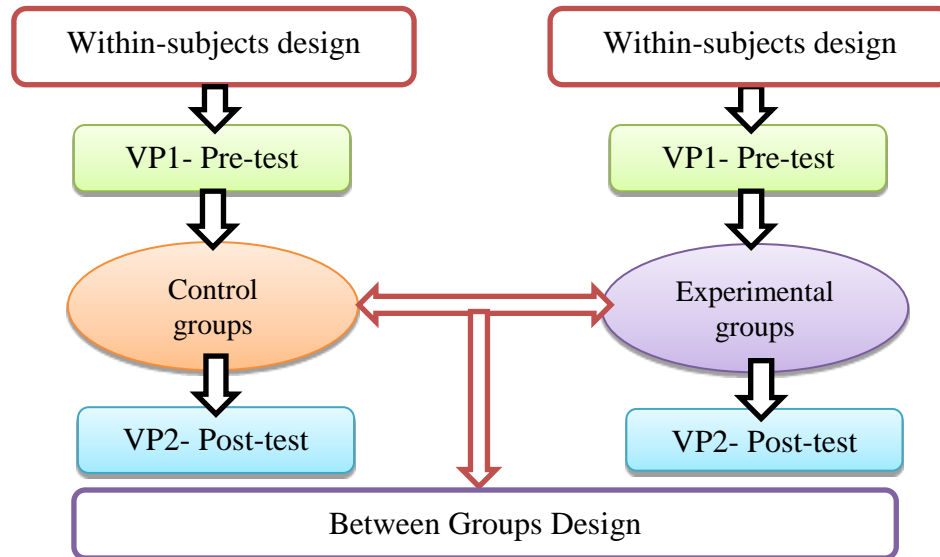 Within-subjects design
Within-subjects design
VP1- Pre-test
VP1- Pre-test
Control
groups
Experimental
groups
VP2- Post-test
VP2- Post-test
Between Groups Design